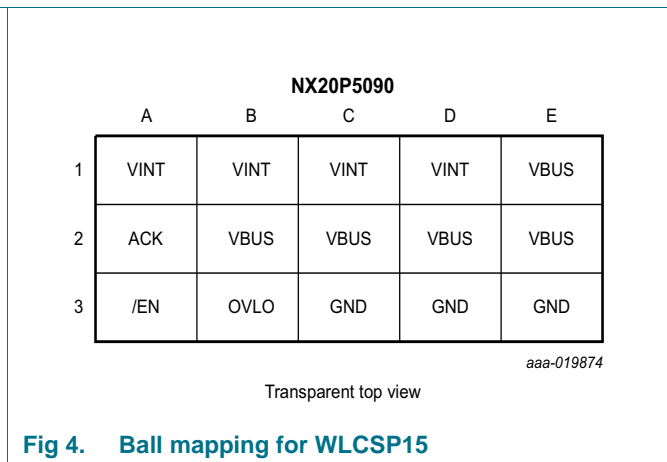 NX20P5090
A B C D E
1 VINT VINT VINT VINT VBUS
2 ACK VBUS VBUS VBUS VBUS
3 /EN OVLO GND GND GND
aaa-019874
Transparent top view
Fig 4. Ball mapping for WLCSP15